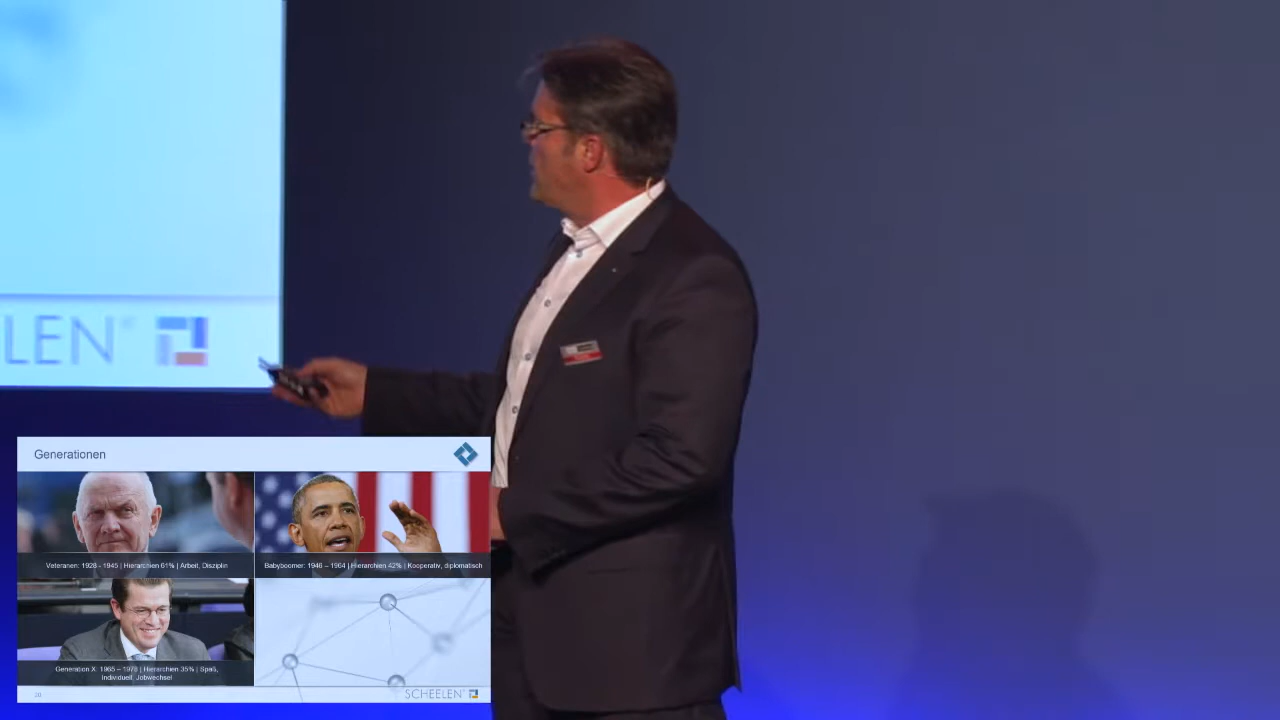 LEN
Generationen
Veteranen: 1928 - 1945 | Hierarchien 61% | Arbeit, Disziplin
Babyboomer: 1946 – 1964 | Hierarchien 42% | Kooperativ, diplomatisch
Generation X: 1965 – 1978 | Hierarchien 35% | Spaß,
Individuell, Jobwechsel
SCHEELEN